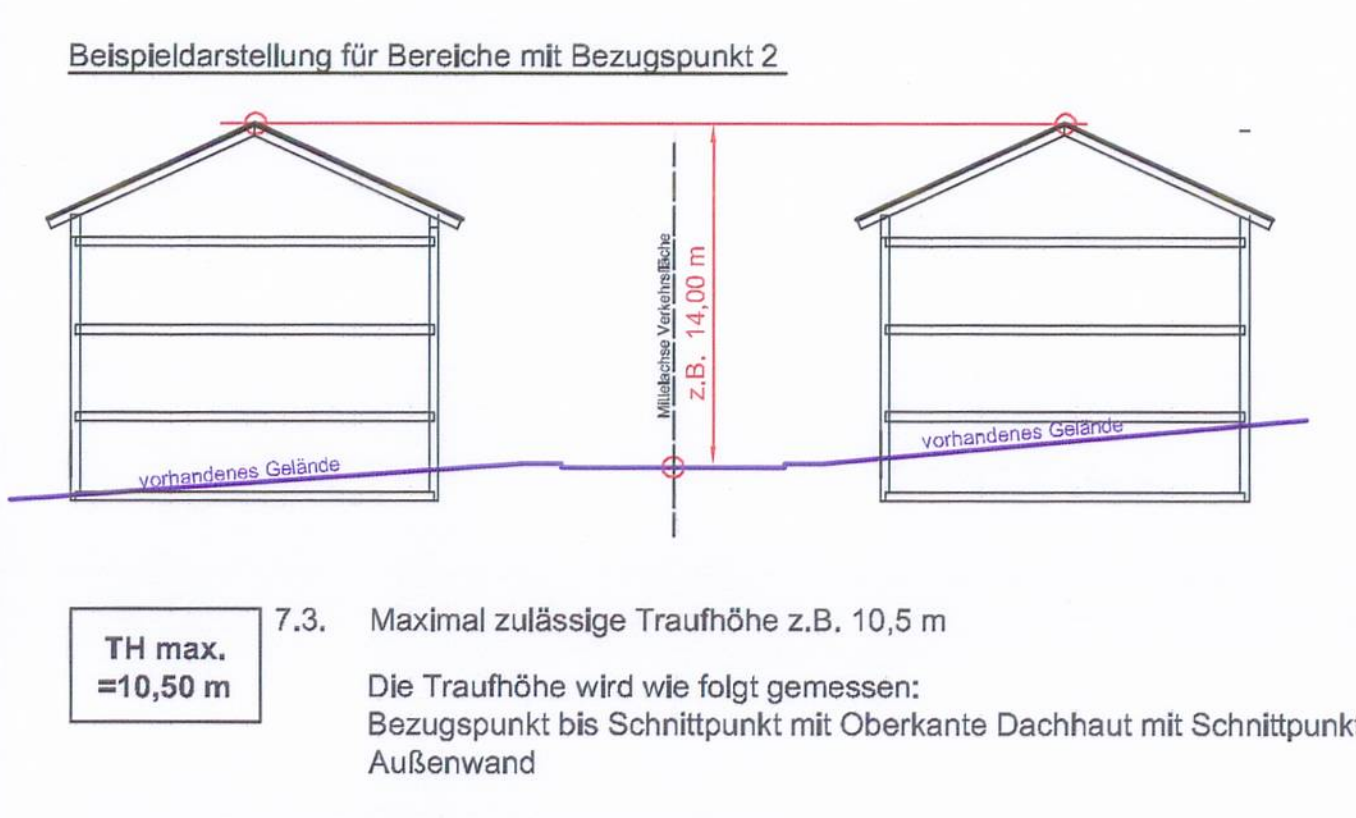 Beispieldarstellung für Bereiche mit Bezugspunkt 2
Mittelachse Verkehrsfläche
z.B. 14,00 m
vorhandenes Gelände
vorhandenes Gelände
TH max.
=10,50 m
7.3. Maximal zulässige Traufhöhe z.B. 10,5 m
Die Traufhöhe wird wie folgt gemessen:
Bezugspunkt bis Schnittpunkt mit Oberkante Dachhaut mit Schnittpunkt
Außenwand